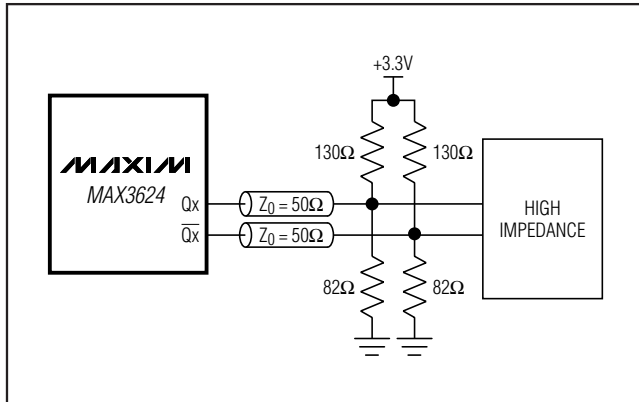 +3.3V
130Ω 130Ω
MAXIM
MAX3624
Qx Z₀ = 50Ω
Q̅x̅ Z₀ = 50Ω
HIGH
IMPEDANCE
82Ω 82Ω